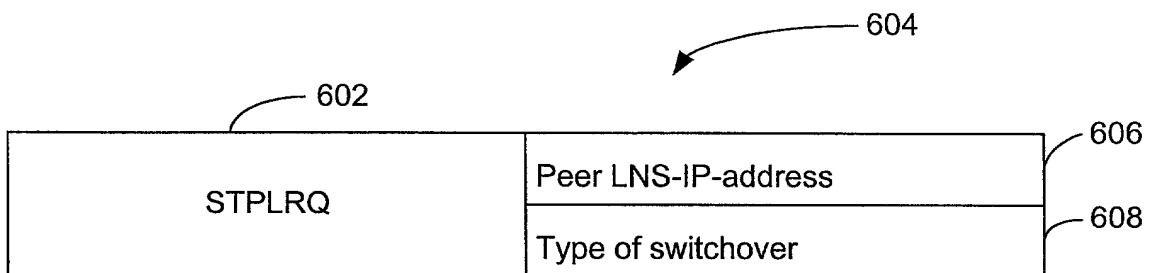 604
602
606
Peer LNS-IP-address
STPLRQ
608
Type of switchover